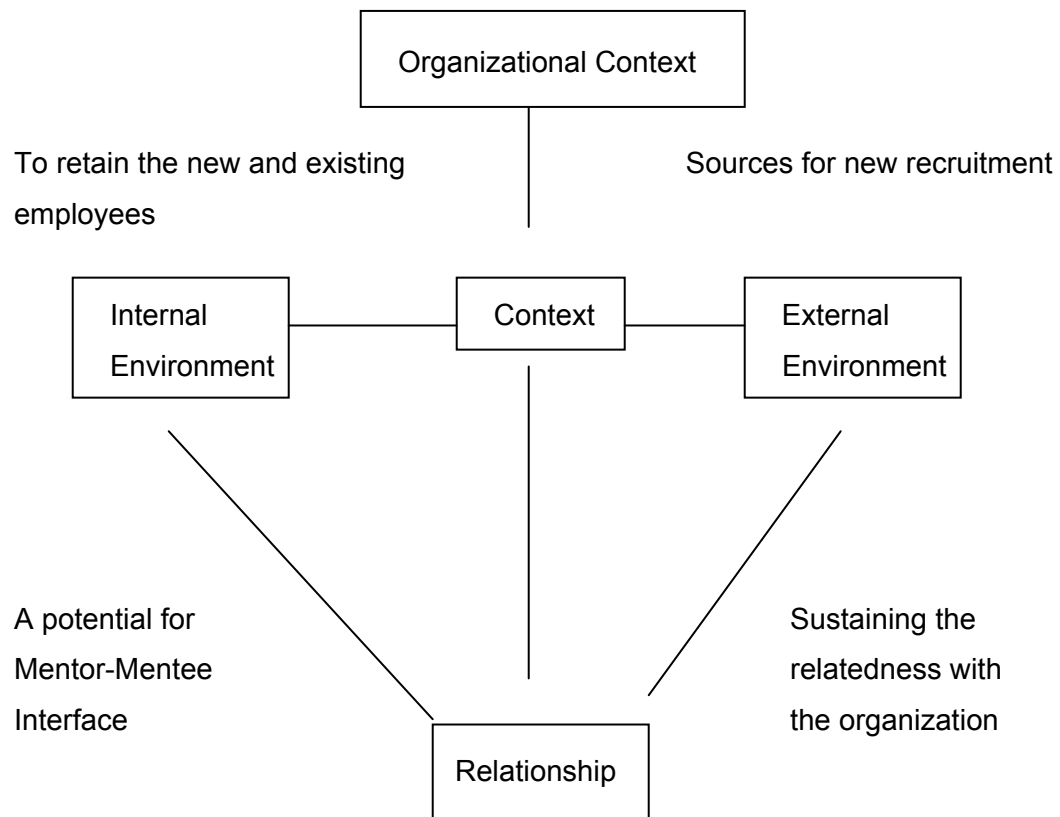 Organizational Context
To retain the new and existing
employees
Sources for new recruitment
Internal
Environment
Context
External
Environment
A potential for
Mentor-Mentee
Interface
Sustaining the
relatedness with
the organization
Relationship